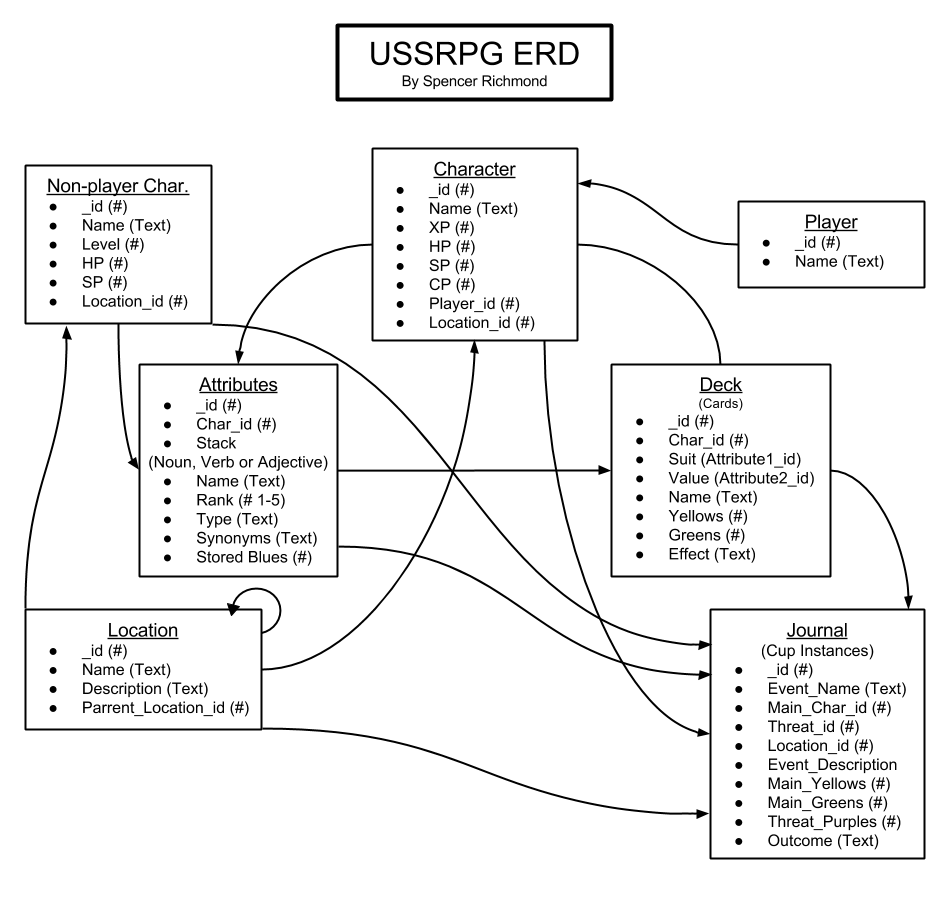 USSRPG ERD
By Spencer Richmond
Non-player Char.
● _id (#)
● Name (Text)
● Level (#)
● HP (#)
● SP (#)
● Location_id (#)
Character
● _id (#)
● Name (Text)
● XP (#)
● HP (#)
● SP (#)
● CP (#)
● Player_id (#)
● Location_id (#)
Player
● _id (#)
● Name (Text)
Attributes
● _id (#)
● Char_id (#)
● Stack
(Noun, Verb or Adjective)
● Name (Text)
● Rank (# 1-5)
● Type (Text)
● Synonyms (Text)
● Stored Blues (#)
Deck
(Cards)
● _id (#)
● Char_id (#)
● Suit (Attribute1_id)
● Value (Attribute2_id)
● Name (Text)
● Yellows (#)
● Greens (#)
● Effect (Text)
Location
● _id (#)
● Name (Text)
● Description (Text)
● Parrent_Location_id (#)
Journal
(Cup Instances)
● _id (#)
● Event_Name (Text)
● Main_Char_id (#)
● Threat_id (#)
● Location_id (#)
● Event_Description
● Main_Yellows (#)
● Main_Greens (#)
● Threat_Purples (#)
● Outcome (Text)